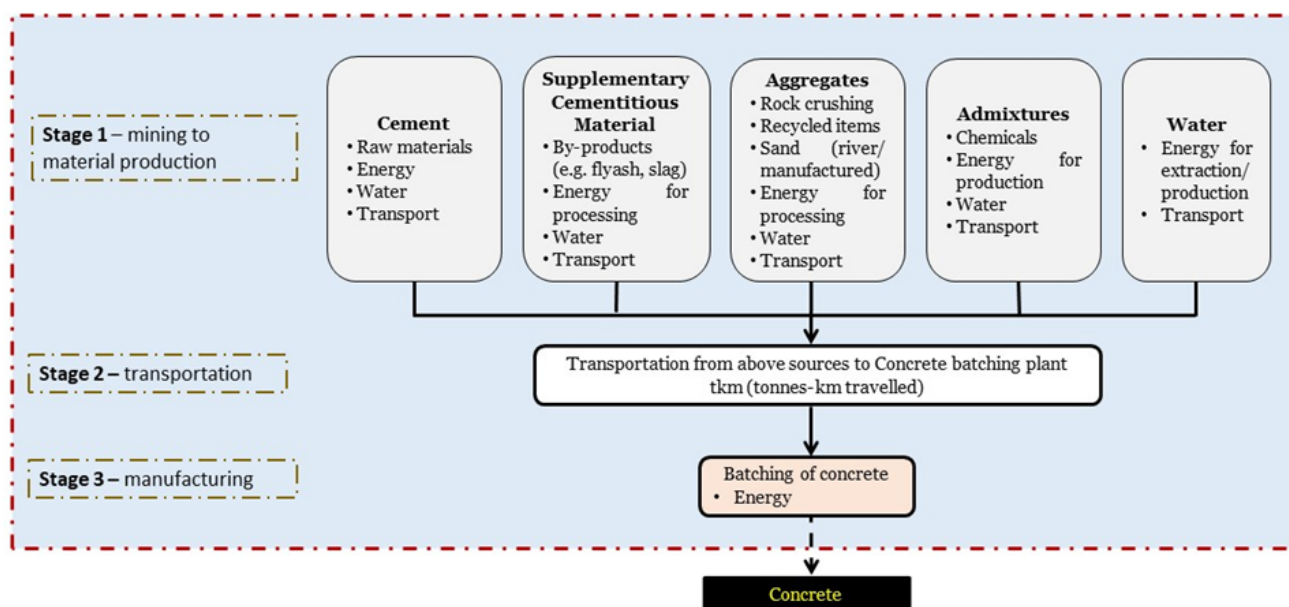 Stage 1 – mining to
material production
Cement
• Raw materials
• Energy
• Water
• Transport
Supplementary
Cementitious
Material
• By-products
(e.g. flyash, slag)
• Energy for
processing
• Water
• Transport
Aggregates
• Rock crushing
• Recycled items
• Sand (river/
manufactured)
• Energy for
processing
• Water
• Transport
Admixtures
• Chemicals
• Energy for
production
• Water
• Transport
Water
• Energy for
extraction/
production
• Transport
Stage 2 – transportation
Transportation from above sources to Concrete batching plant
tkm (tonnes-km travelled)
Stage 3 – manufacturing
Batching of concrete
• Energy
Concrete